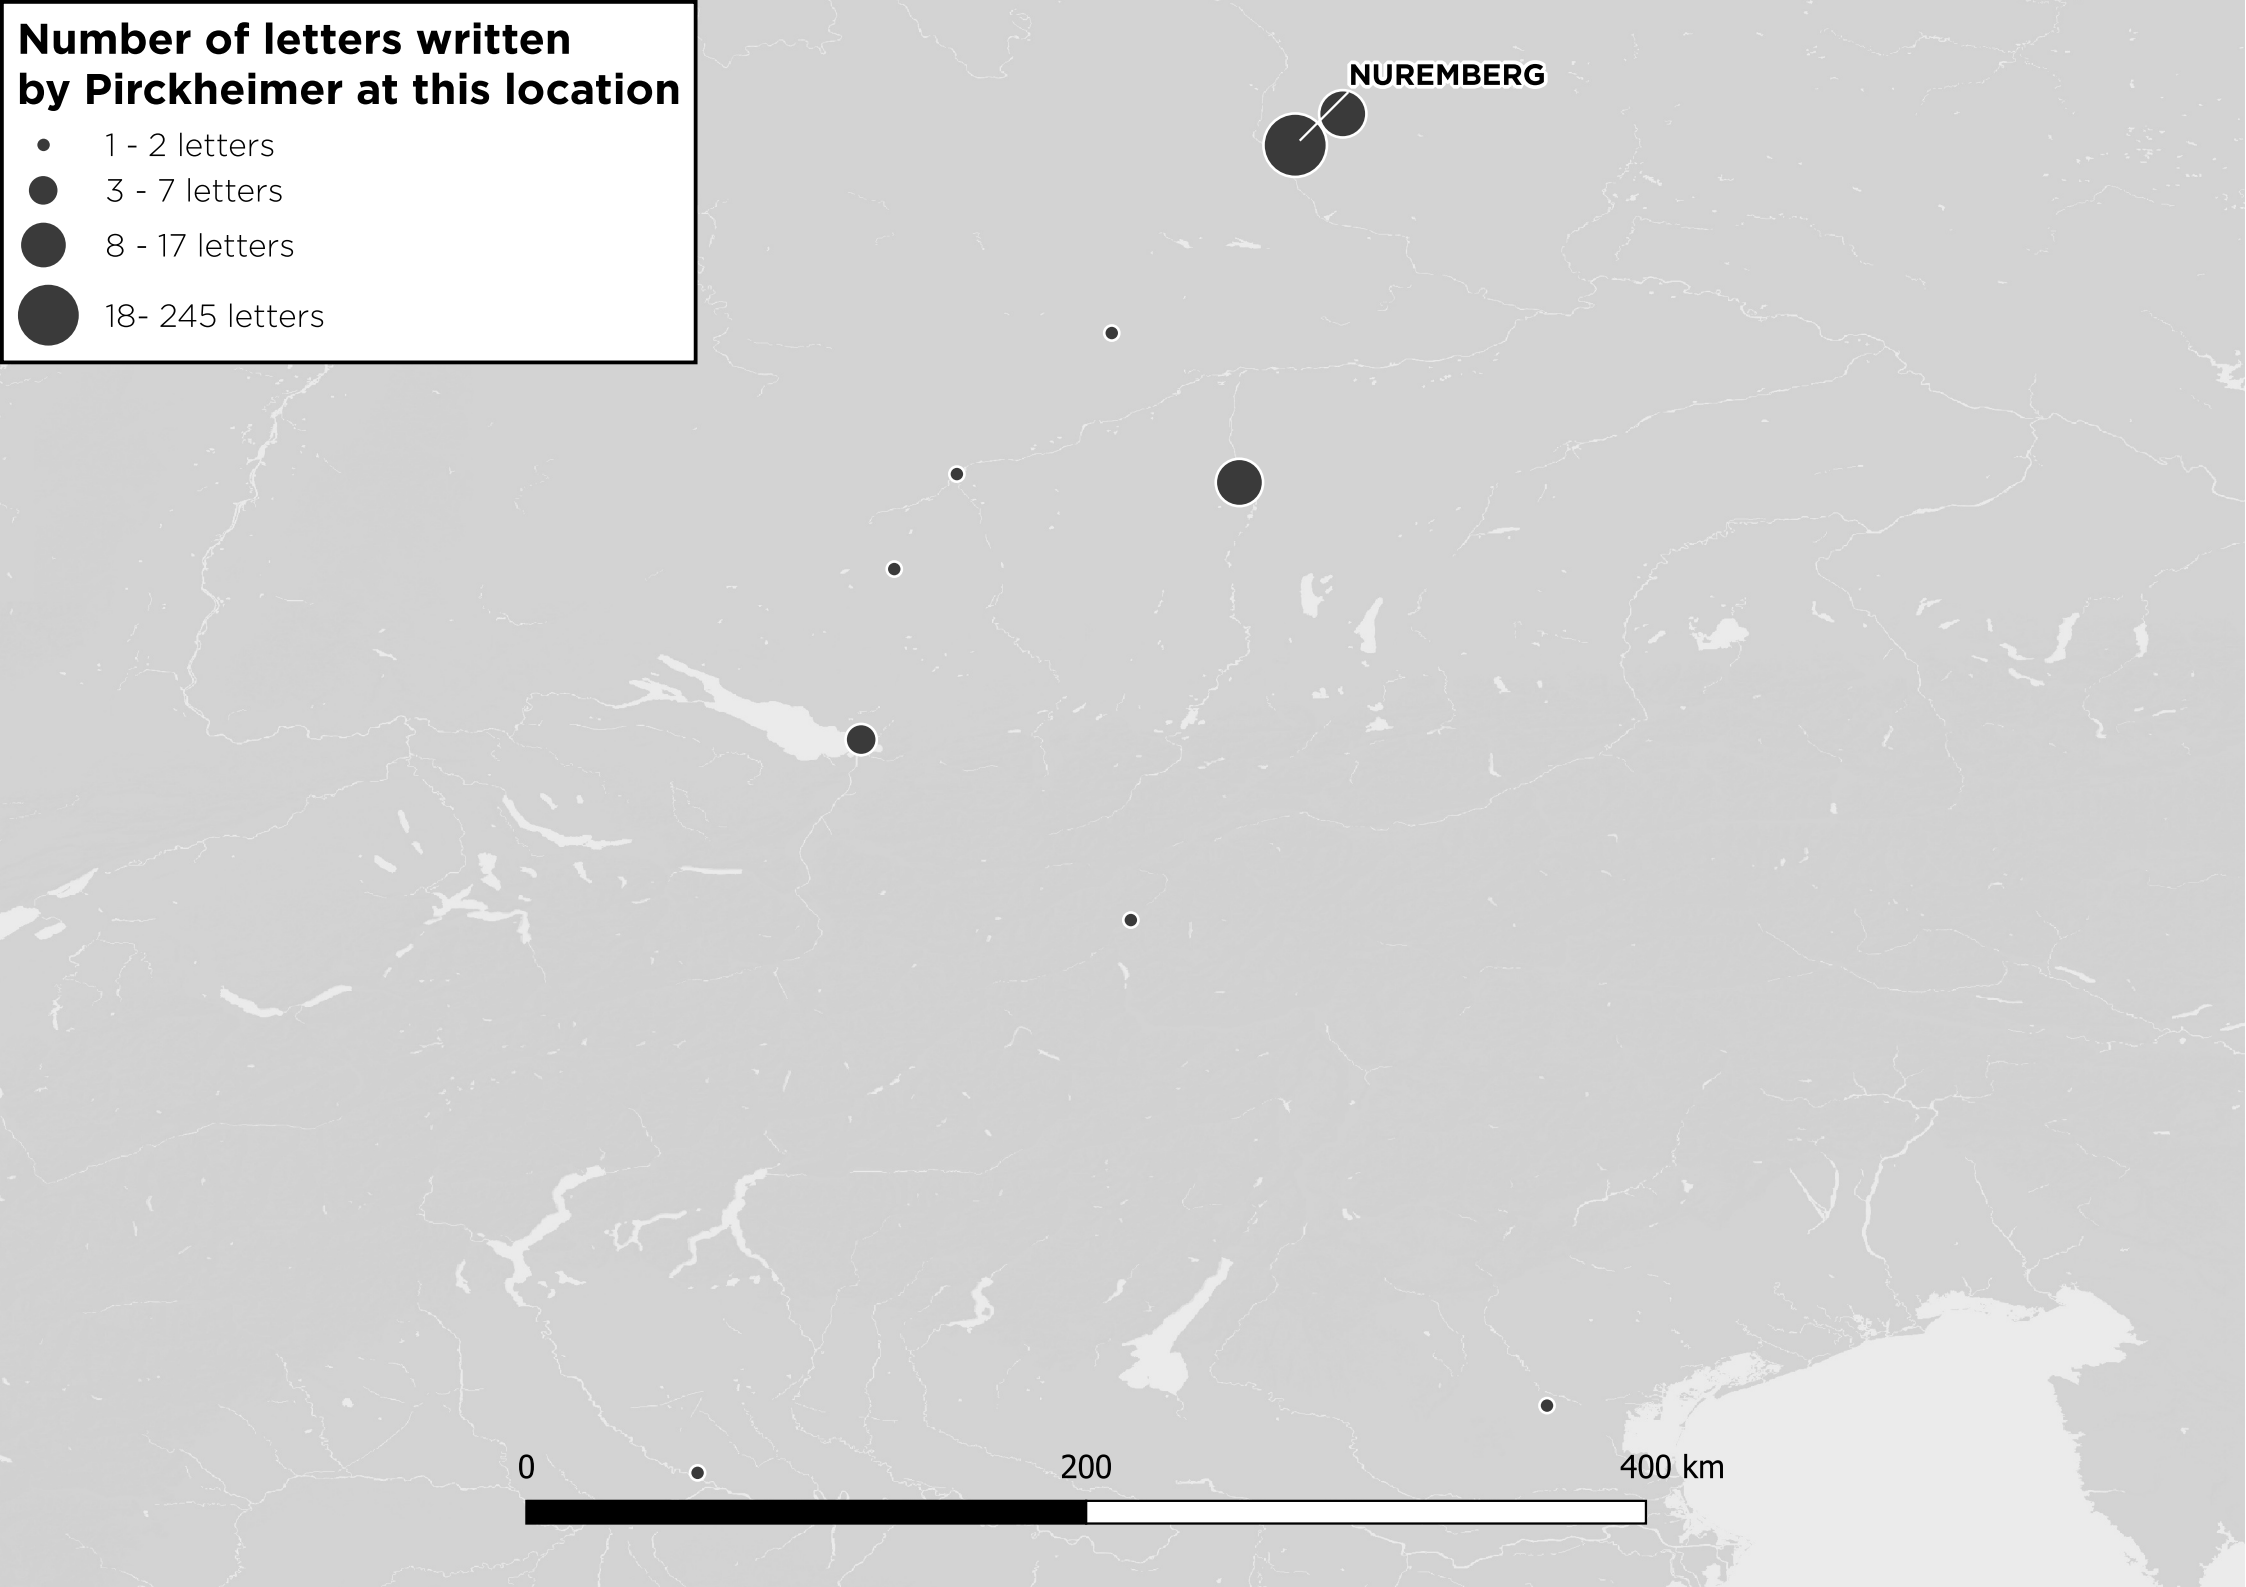 Number of letters written
by Pirckheimer at this location
1 - 2 letters
3 - 7 letters
8 - 17 letters
18- 245 letters
NUREMBERG
0 200 400 km